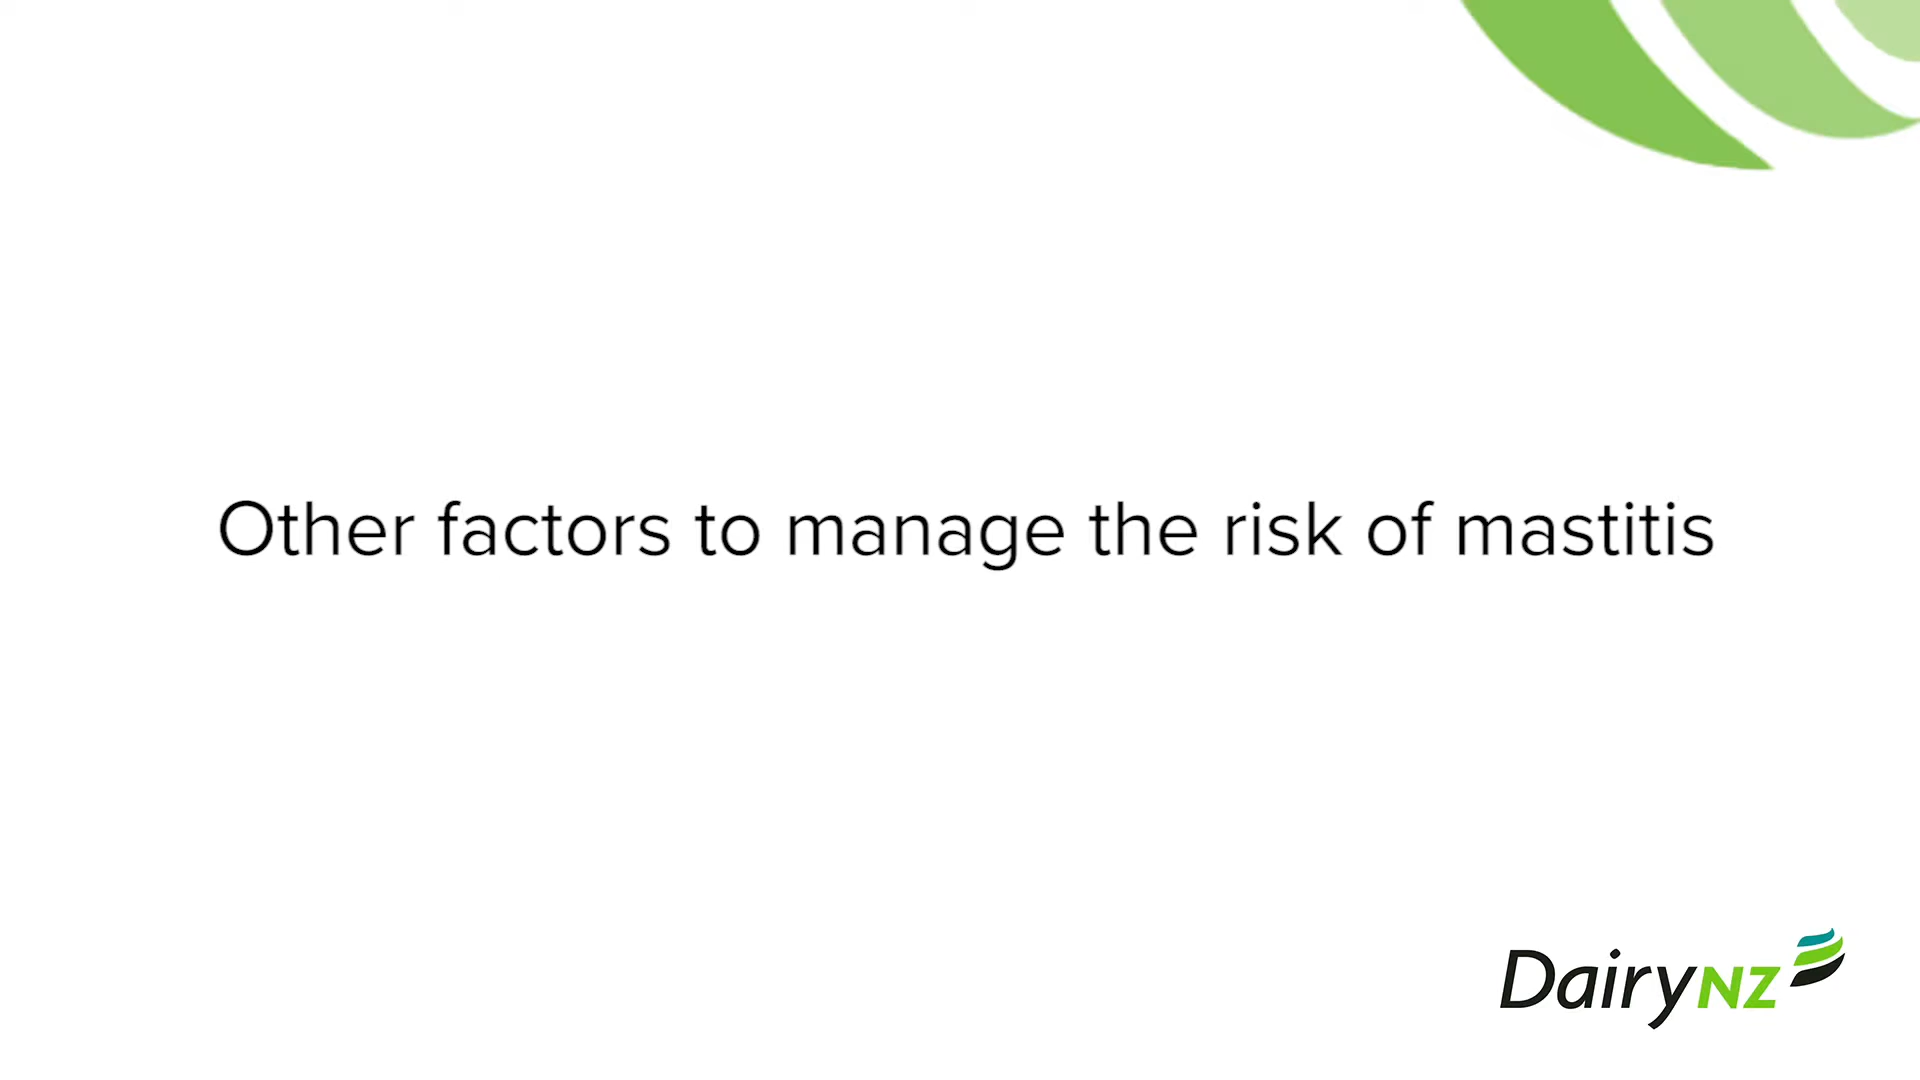 Other factors to manage the risk of mastitis
DairyNZ